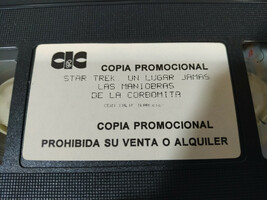 CIC
COPIA PROMOCIONAL
STAR TREK UN LUGAR JAMAS
LAS MANIOBRAS
DE LA CORBOMITA
COPIA PROMOCIONAL
PROHIBIDA SU VENTA O ALQUILER